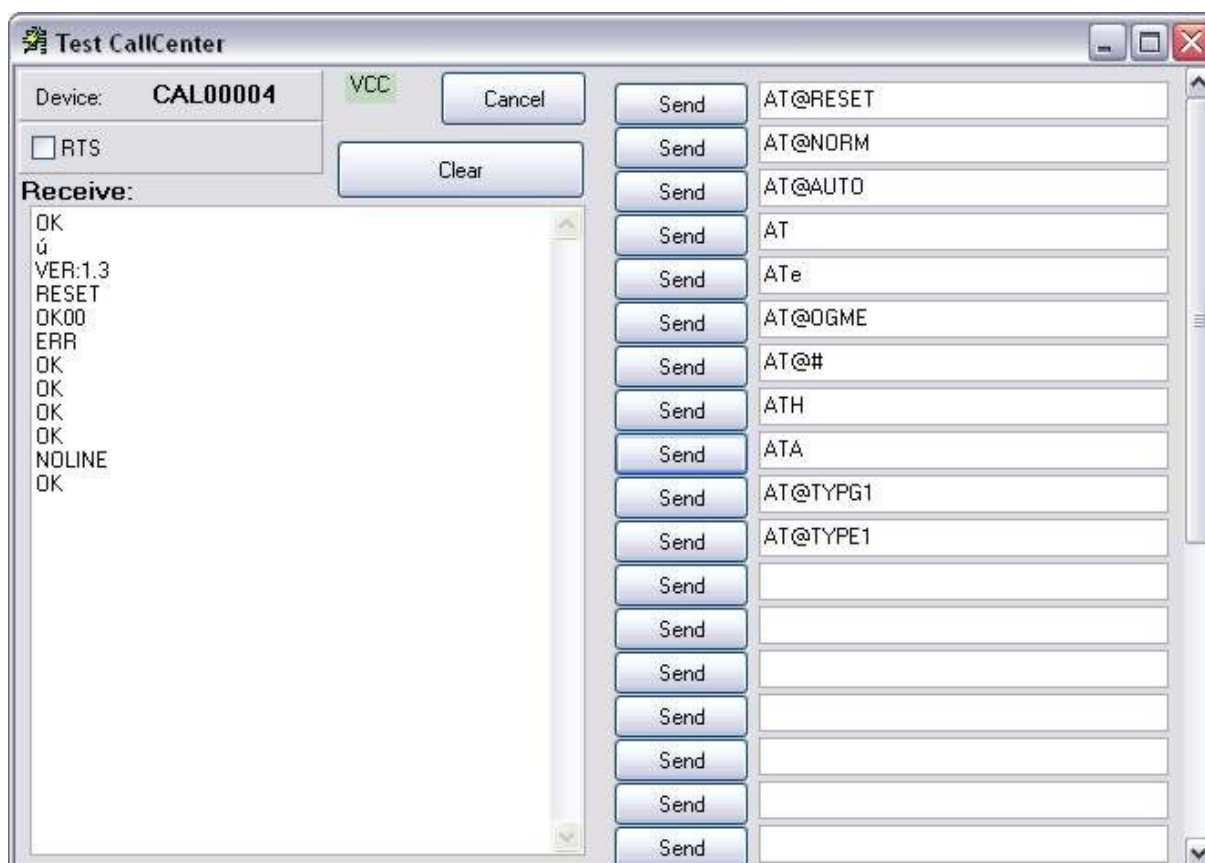 Test CallCenter
Device: CAL00004
VCC
Cancel
RTS
Clear
Receive:
OK
ú
VER:1.3
RESET
OK00
ERR
OK
OK
OK
OK
NOLINE
OK
Send AT@RESET
Send AT@NORM
Send AT@AUTO
Send AT
Send ATe
Send AT@OGME
Send AT@#
Send ATH
Send ATA
Send AT@TYPG1
Send AT@TYPE1
Send
Send
Send
Send
Send
Send
Send